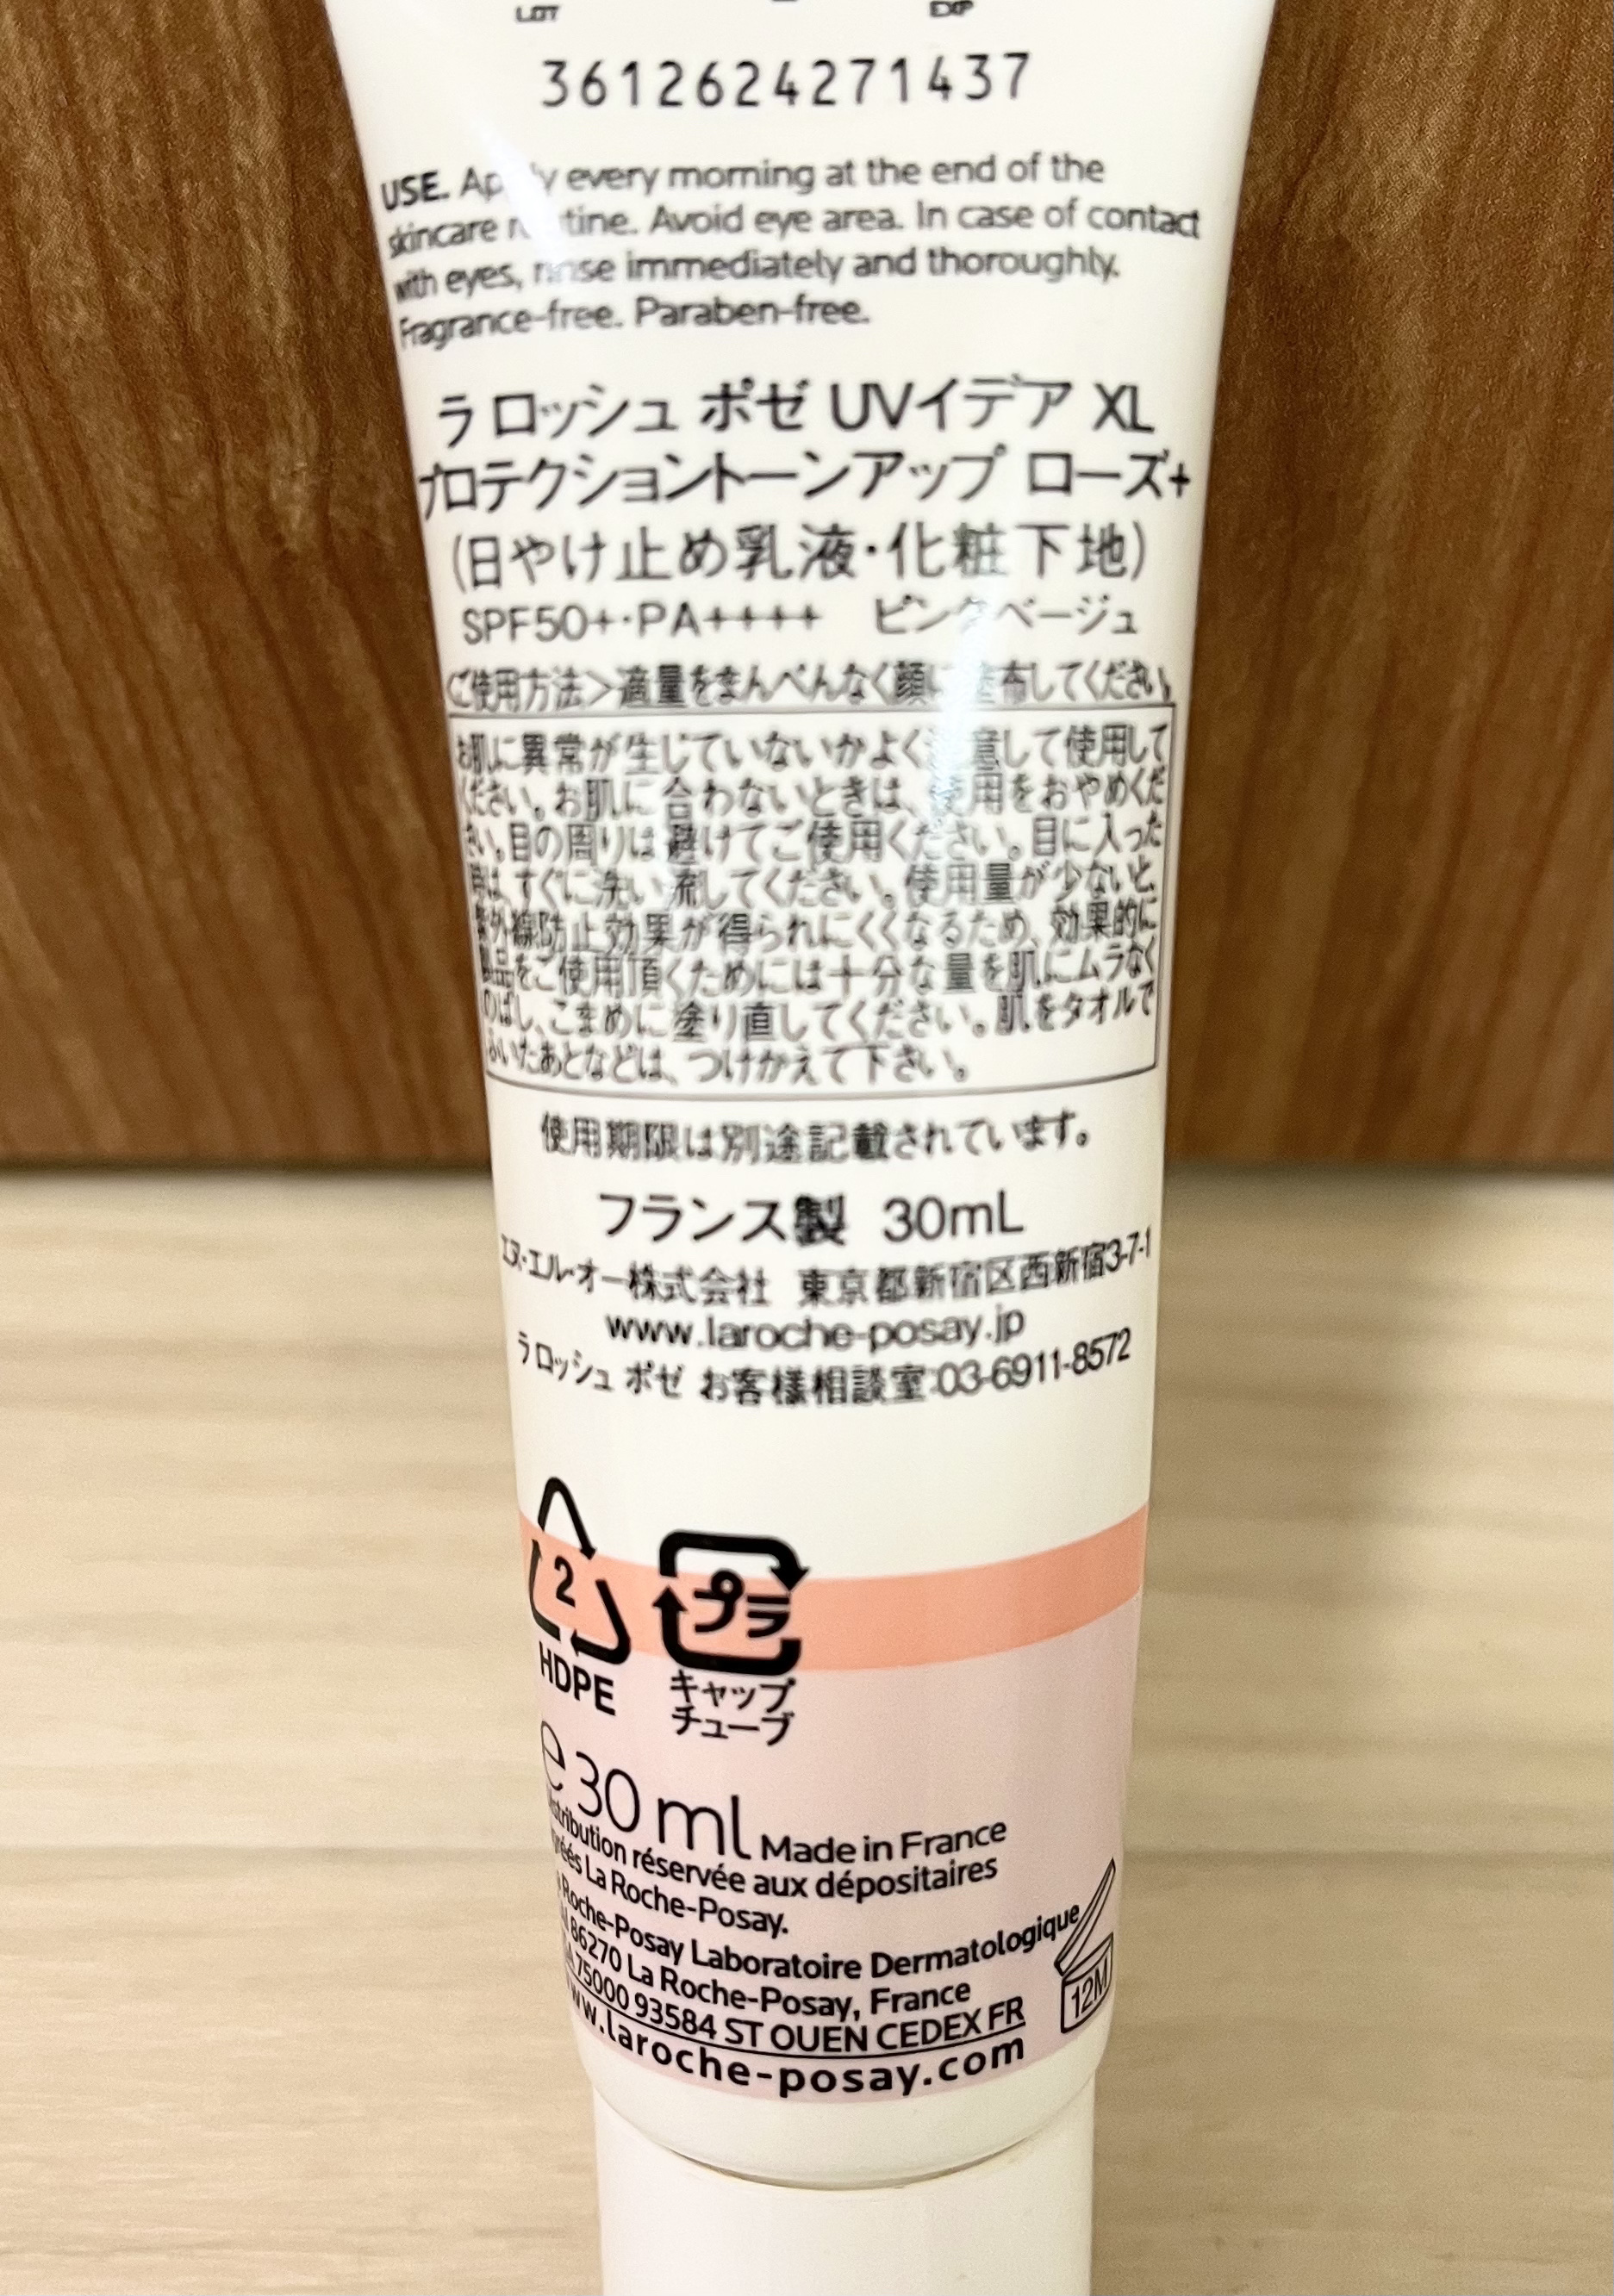 LOT EXP
3612624271437
USE. Apply every morning at the end of the
skincare routine. Avoid eye area. In case of contact
with eyes, rinse immediately and thoroughly.
Fragrance-free. Paraben-free.
ラ ロッシュ ポゼ UVイデア XL
プロテクショントーンアップ ローズ+
(日やけ止め乳液・化粧下地)
SPF50+・PA++++ ピンクベージュ
ご使用方法＞適量をまんべんなく顔に塗布してください。
お肌に異常が生じていないかよく注意して使用して
ください。お肌に合わないときは、使用をおやめくだ
さい。目の周りは避けてご使用ください。目に入った
時は、すぐに洗い流してください。使用量が少ないと、
紫外線防止効果が得られにくくなるため、効果的に
製品をご使用頂くためには十分な量を肌にムラなく
のばし、こまめに塗り直してください。肌をタオルで
ふいたあとなどは、つけかえて下さい。
使用期限は別途記載されています。
フランス製 30mL
エヌ・エル・オー株式会社 東京都新宿区西新宿3-7-1
www.laroche-posay.jp
ラ ロッシュ ポゼ お客様相談室:03-6911-8572
2
HDPE
プラ
キャップ
チューブ
e 30 ml Made in France
distribution réservée aux dépositaires
La Roche-Posay.
Roche-Posay Laboratoire Dermatologique
86270 La Roche-Posay, France
75000 93584 ST OUEN CEDEX FR
www.laroche-posay.com
12M